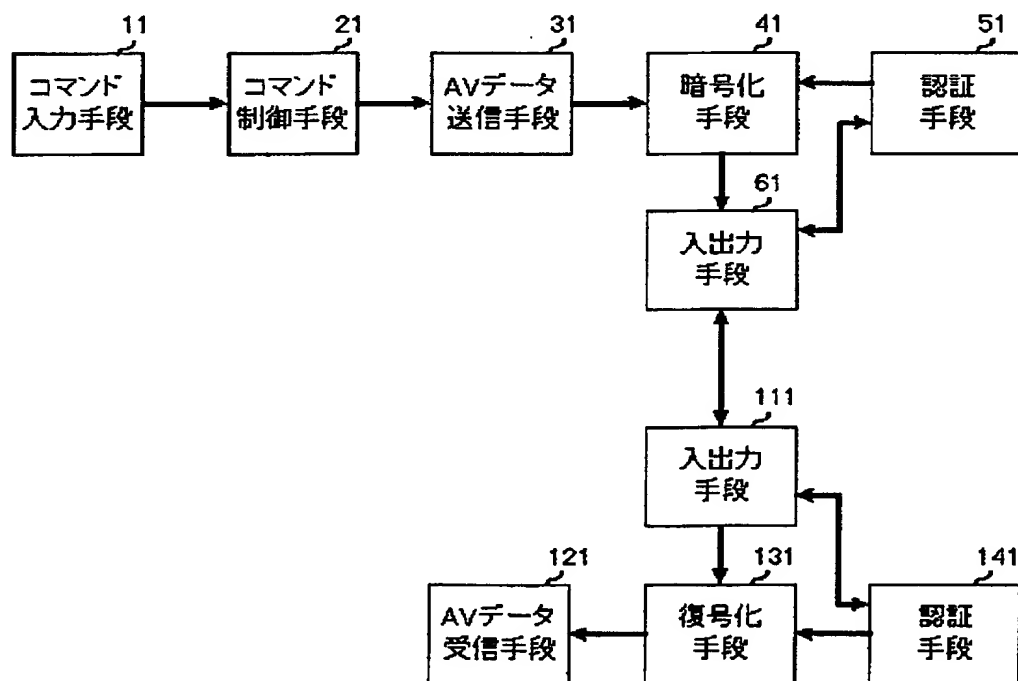 11
コマンド
入力手段
21
コマンド
制御手段
31
AVデータ
送信手段
41
暗号化
手段
51
認証
手段
61
入出力
手段
111
入出力
手段
121
AVデータ
受信手段
131
復号化
手段
141
認証
手段